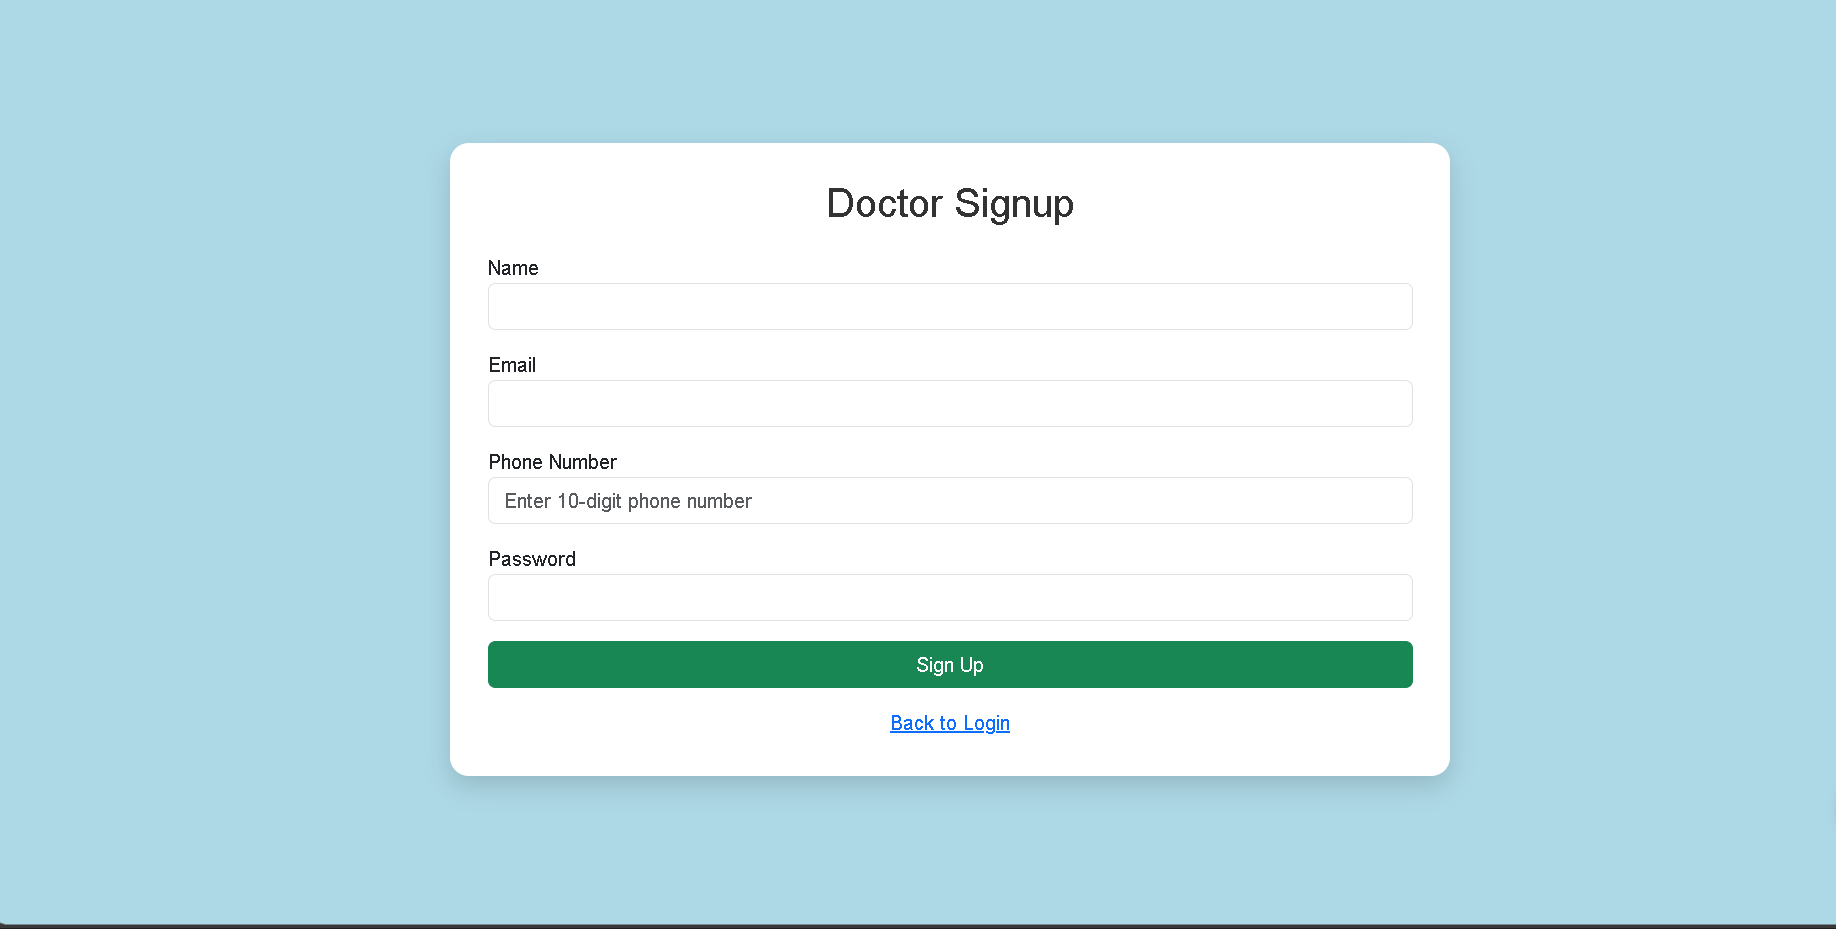 Doctor Signup
Name
Email
Phone Number
Enter 10-digit phone number
Password
Sign Up
Back to Login